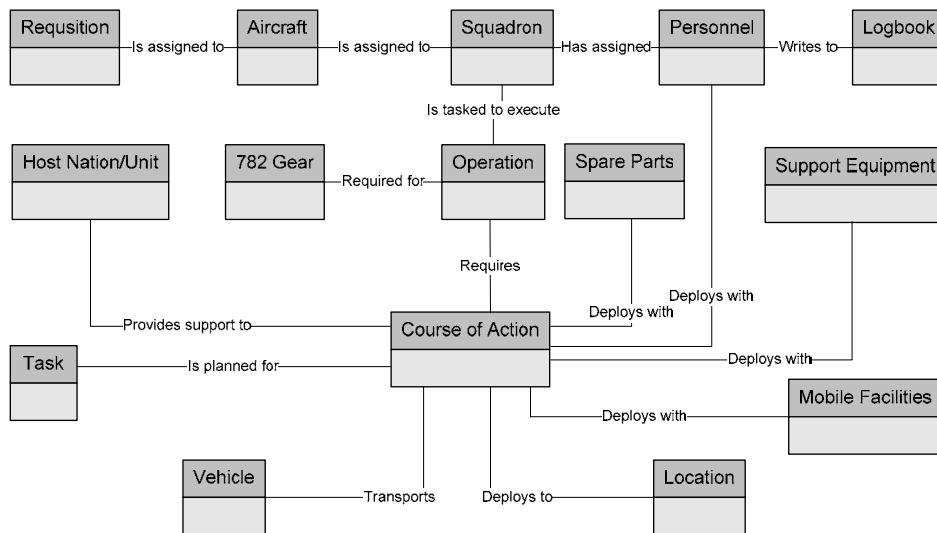 Requsition
Is assigned to
Aircraft
Is assigned to
Squadron
Has assigned
Personnel
Writes to
Logbook
Is tasked to execute
Host Nation/Unit
782 Gear
Required for
Operation
Spare Parts
Support Equipment
Requires
Deploys with
Deploys with
Provides support to
Course of Action
Deploys with
Task
Is planned for
Mobile Facilities
Deploys with
Vehicle
Transports
Deploys to
Location